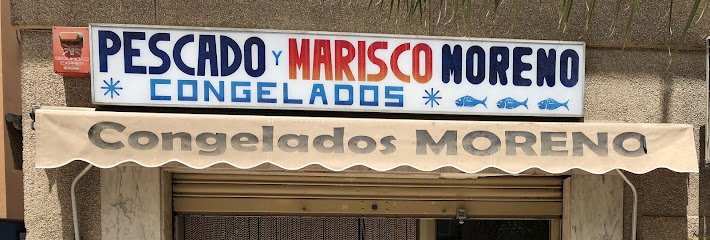 PESCADO Y MARISCO MORENO
CONGELADOS
Congelados MORENO